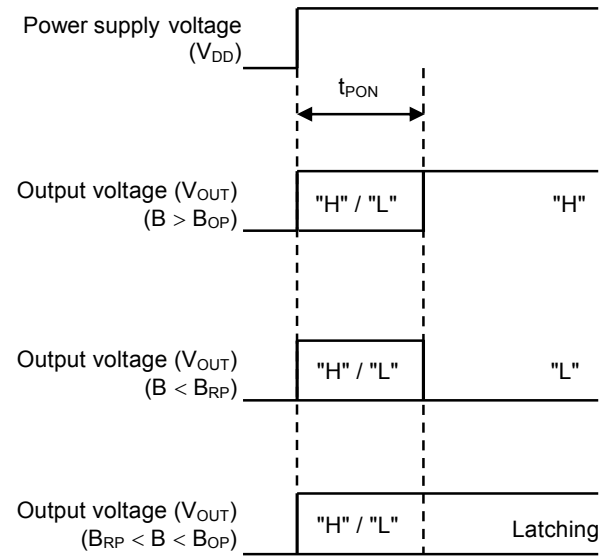 Power supply voltage
(VDD)
tPON
Output voltage (VOUT)
(B > BOP)
"H" / "L"
"H"
Output voltage (VOUT)
(B < BRP)
"H" / "L"
"L"
Output voltage (VOUT)
(BRP < B < BOP)
"H" / "L"
Latching